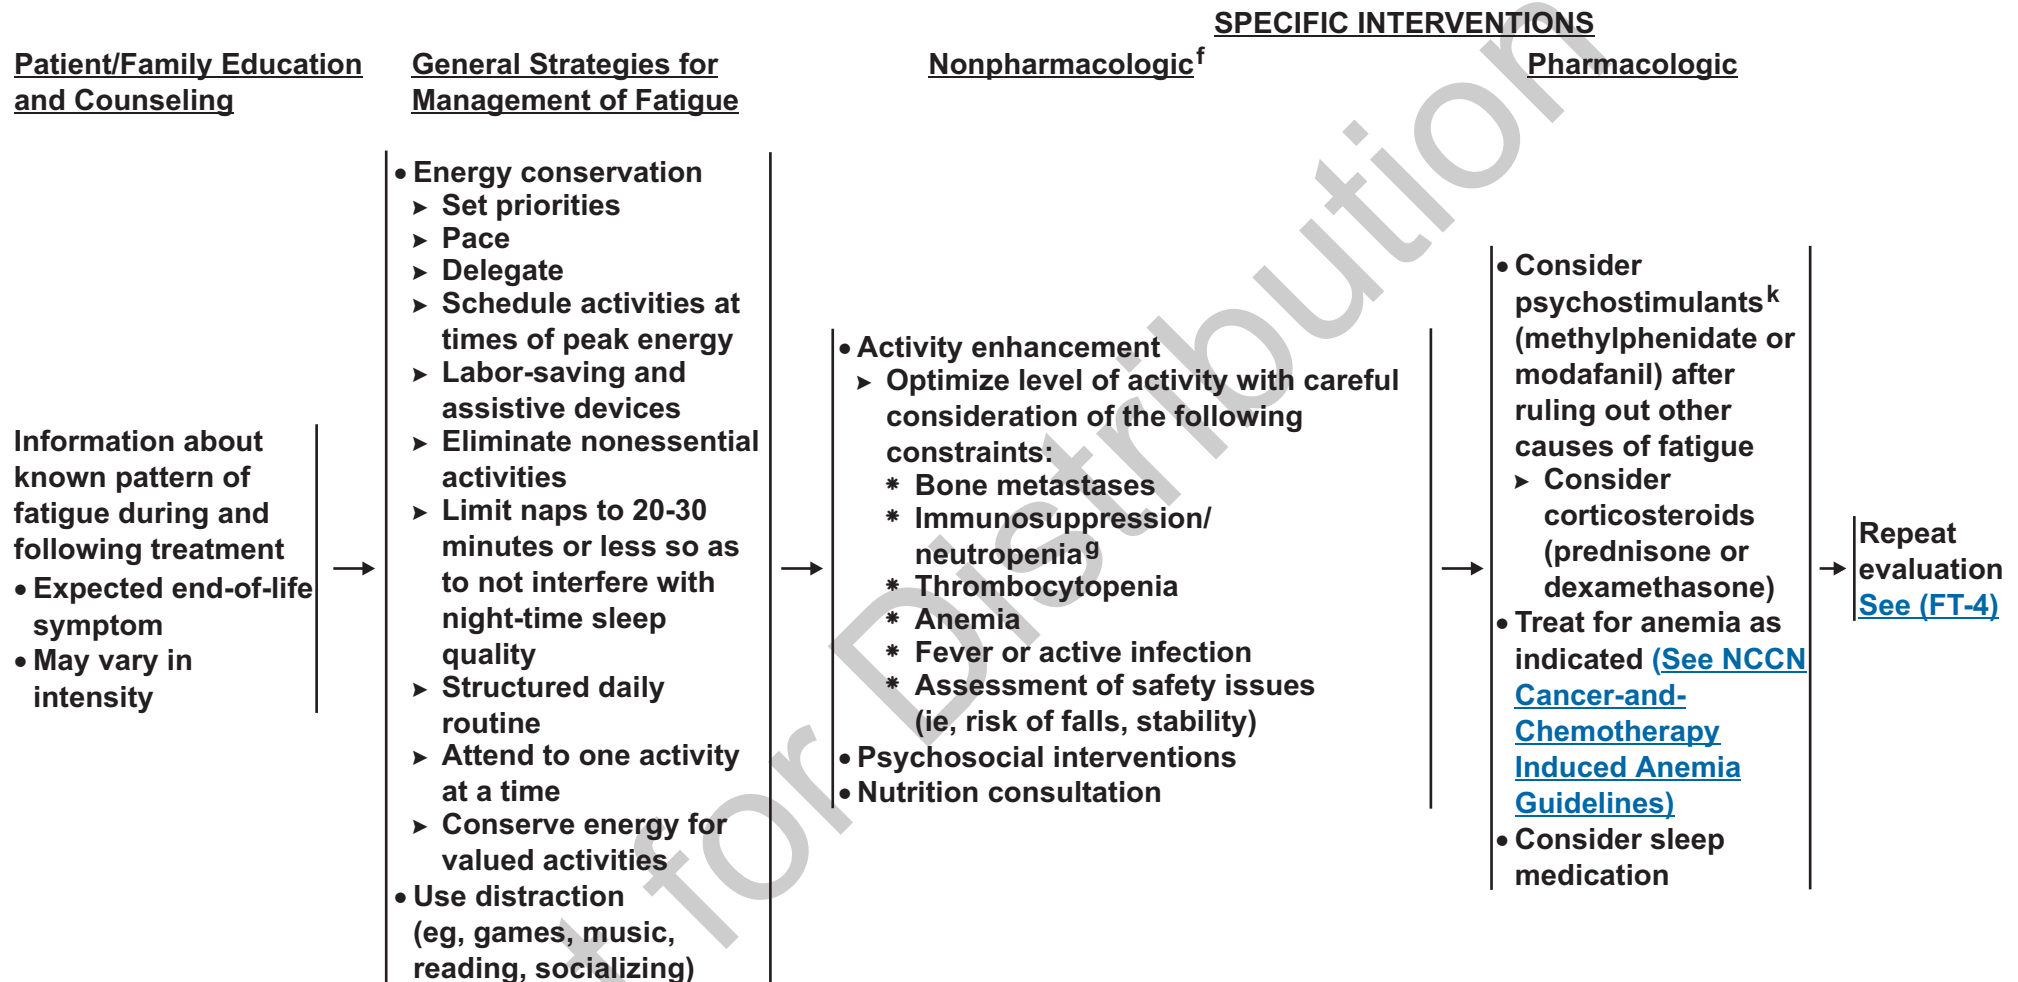 SPECIFIC INTERVENTIONS
Patient/Family Education
and Counseling
General Strategies for
Management of Fatigue
Nonpharmacologicf
Pharmacologic
Information about
known pattern of
fatigue during and
following treatment
• Expected end-of-life
symptom
• May vary in
intensity
• Energy conservation
➤ Set priorities
➤ Pace
➤ Delegate
➤ Schedule activities at
times of peak energy
➤ Labor-saving and
assistive devices
➤ Eliminate nonessential
activities
➤ Limit naps to 20-30
minutes or less so as
to not interfere with
night-time sleep
quality
➤ Structured daily
routine
➤ Attend to one activity
at a time
➤ Conserve energy for
valued activities
• Use distraction
(eg, games, music,
reading, socializing)
• Activity enhancement
➤ Optimize level of activity with careful
consideration of the following
constraints:
* Bone metastases
* Immunosuppression/
neutropeniag
* Thrombocytopenia
* Anemia
* Fever or active infection
* Assessment of safety issues
(ie, risk of falls, stability)
• Psychosocial interventions
• Nutrition consultation
• Consider
psychostimulantsk
(methylphenidate or
modafanil) after
ruling out other
causes of fatigue
➤ Consider
corticosteroids
(prednisone or
dexamethasone)
• Treat for anemia as
indicated (See NCCN
Cancer-and-
Chemotherapy
Induced Anemia
Guidelines)
• Consider sleep
medication
Repeat
evaluation
See (FT-4)
t for Distribution